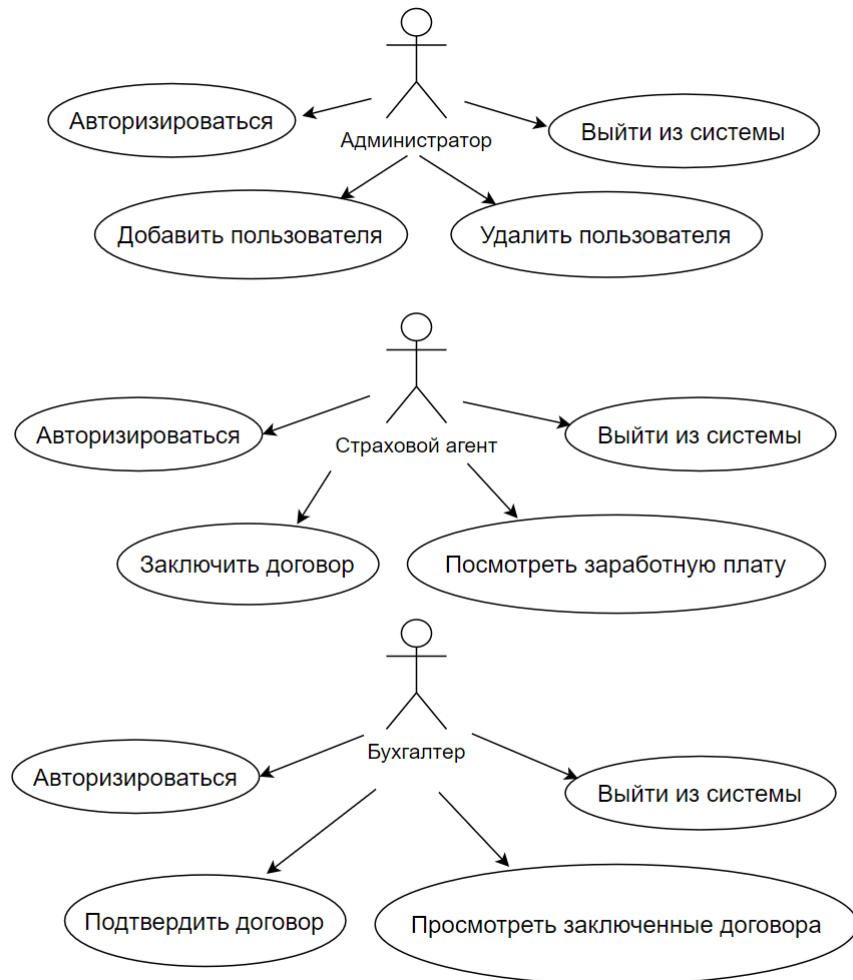 Авторизироваться
Выйти из системы
Администратор
Добавить пользователя
Удалить пользователя
Авторизироваться
Выйти из системы
Страховой агент
Заключить договор
Посмотреть заработную плату
Бухгалтер
Авторизироваться
Выйти из системы
Подтвердить договор
Просмотреть заключенные договора